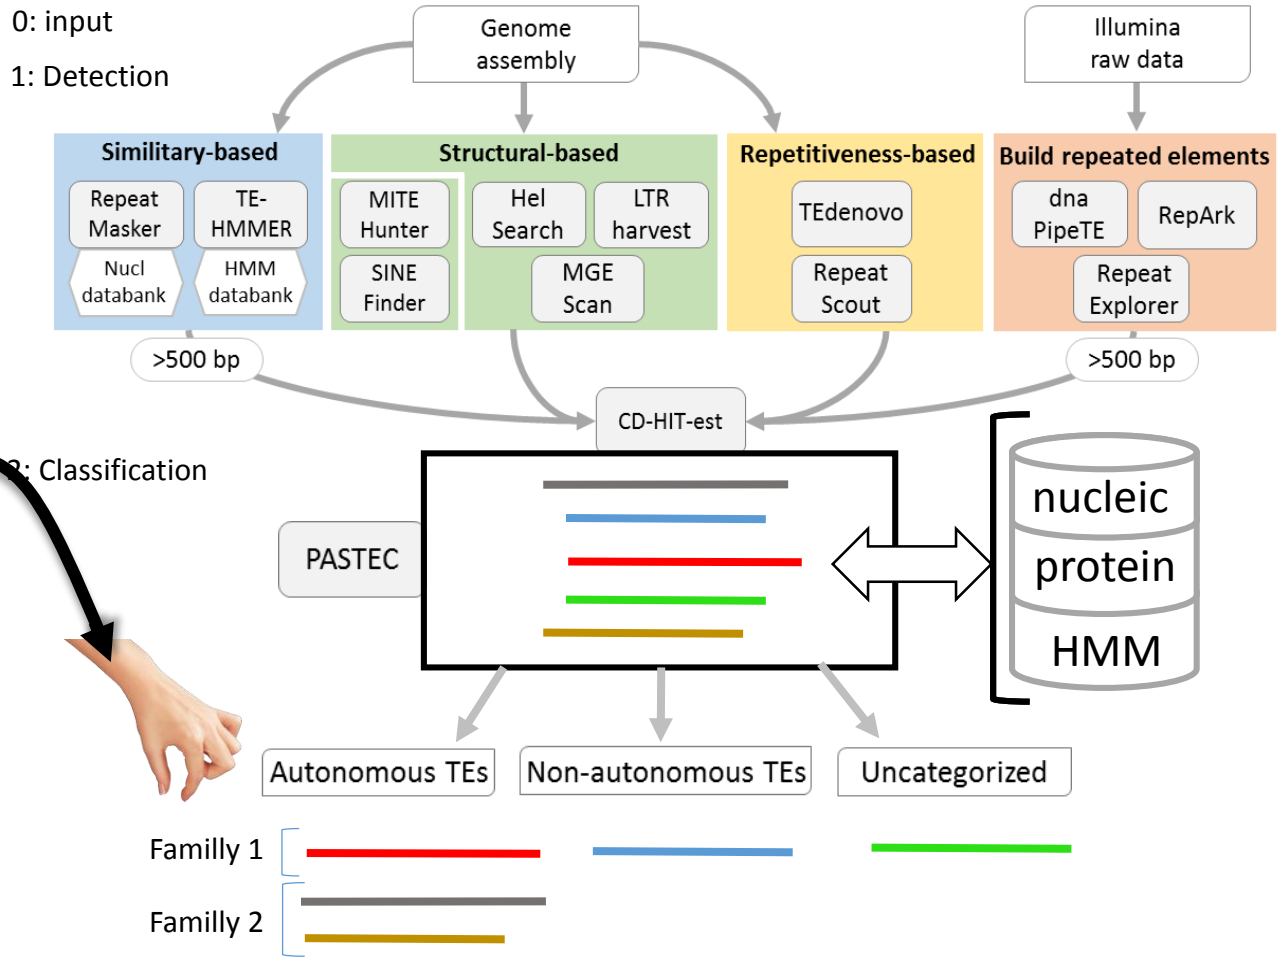 0: input
Genome
assembly
Illumina
raw data
1: Detection
Similitary-based
Structural-based
Repetitiveness-based
Build repeated elements
Repeat
Masker
TE-
HMMER
Nucl
databank
HMM
databank
MITE
Hunter
SINE
Finder
Hel
Search
LTR
harvest
MGE
Scan
TEdenovo
Repeat
Scout
dna
PipeTE
RepArk
Repeat
Explorer
>500 bp
>500 bp
CD-HIT-est
2: Classification
PASTEC
nucleic
protein
HMM
Autonomous TEs
Non-autonomous TEs
Uncategorized
Familly 1
Familly 2